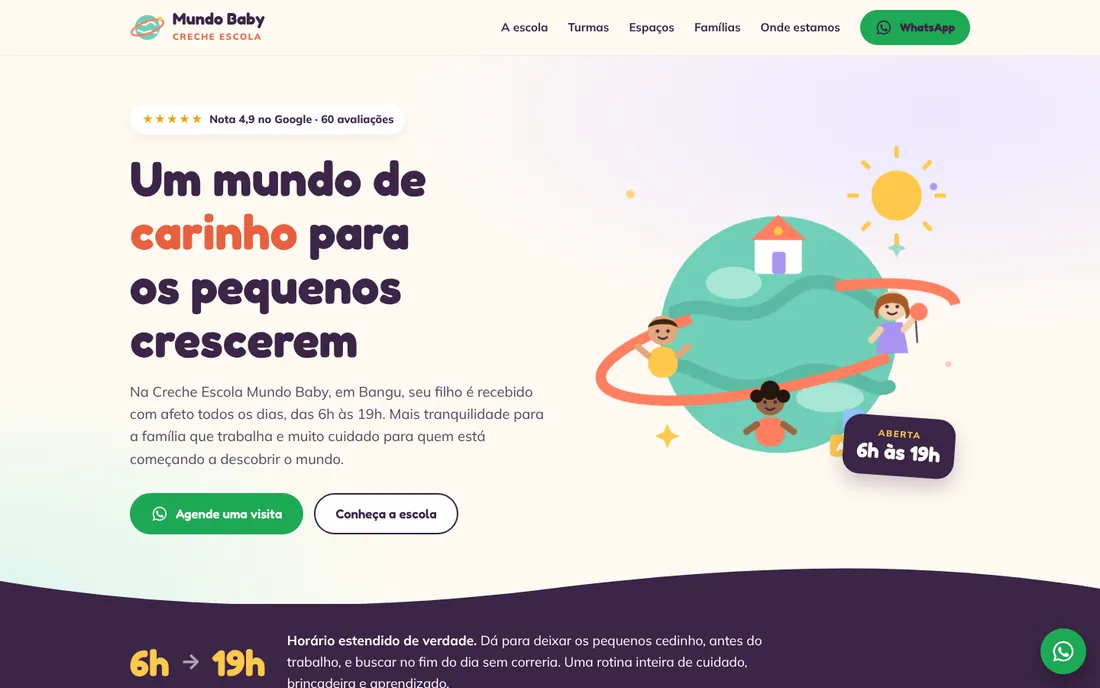 Mundo Baby
CRECHE ESCOLA
A escola
Turmas
Espaços
Famílias
Onde estamos
WhatsApp
★★★★★ Nota 4,9 no Google · 60 avaliações
Um mundo de
carinho para
os pequenos
crescerem
Na Creche Escola Mundo Baby, em Bangu, seu filho é recebido
com afeto todos os dias, das 6h às 19h. Mais tranquilidade para
a família que trabalha e muito cuidado para quem está
começando a descobrir o mundo.
Agende uma visita
Conheça a escola
ABERTA
6h às 19h
6h → 19h
Horário estendido de verdade. Dá para deixar os pequenos cedinho, antes do
trabalho, e buscar no fim do dia sem correria. Uma rotina inteira de cuidado,
brincadeira e aprendizado.